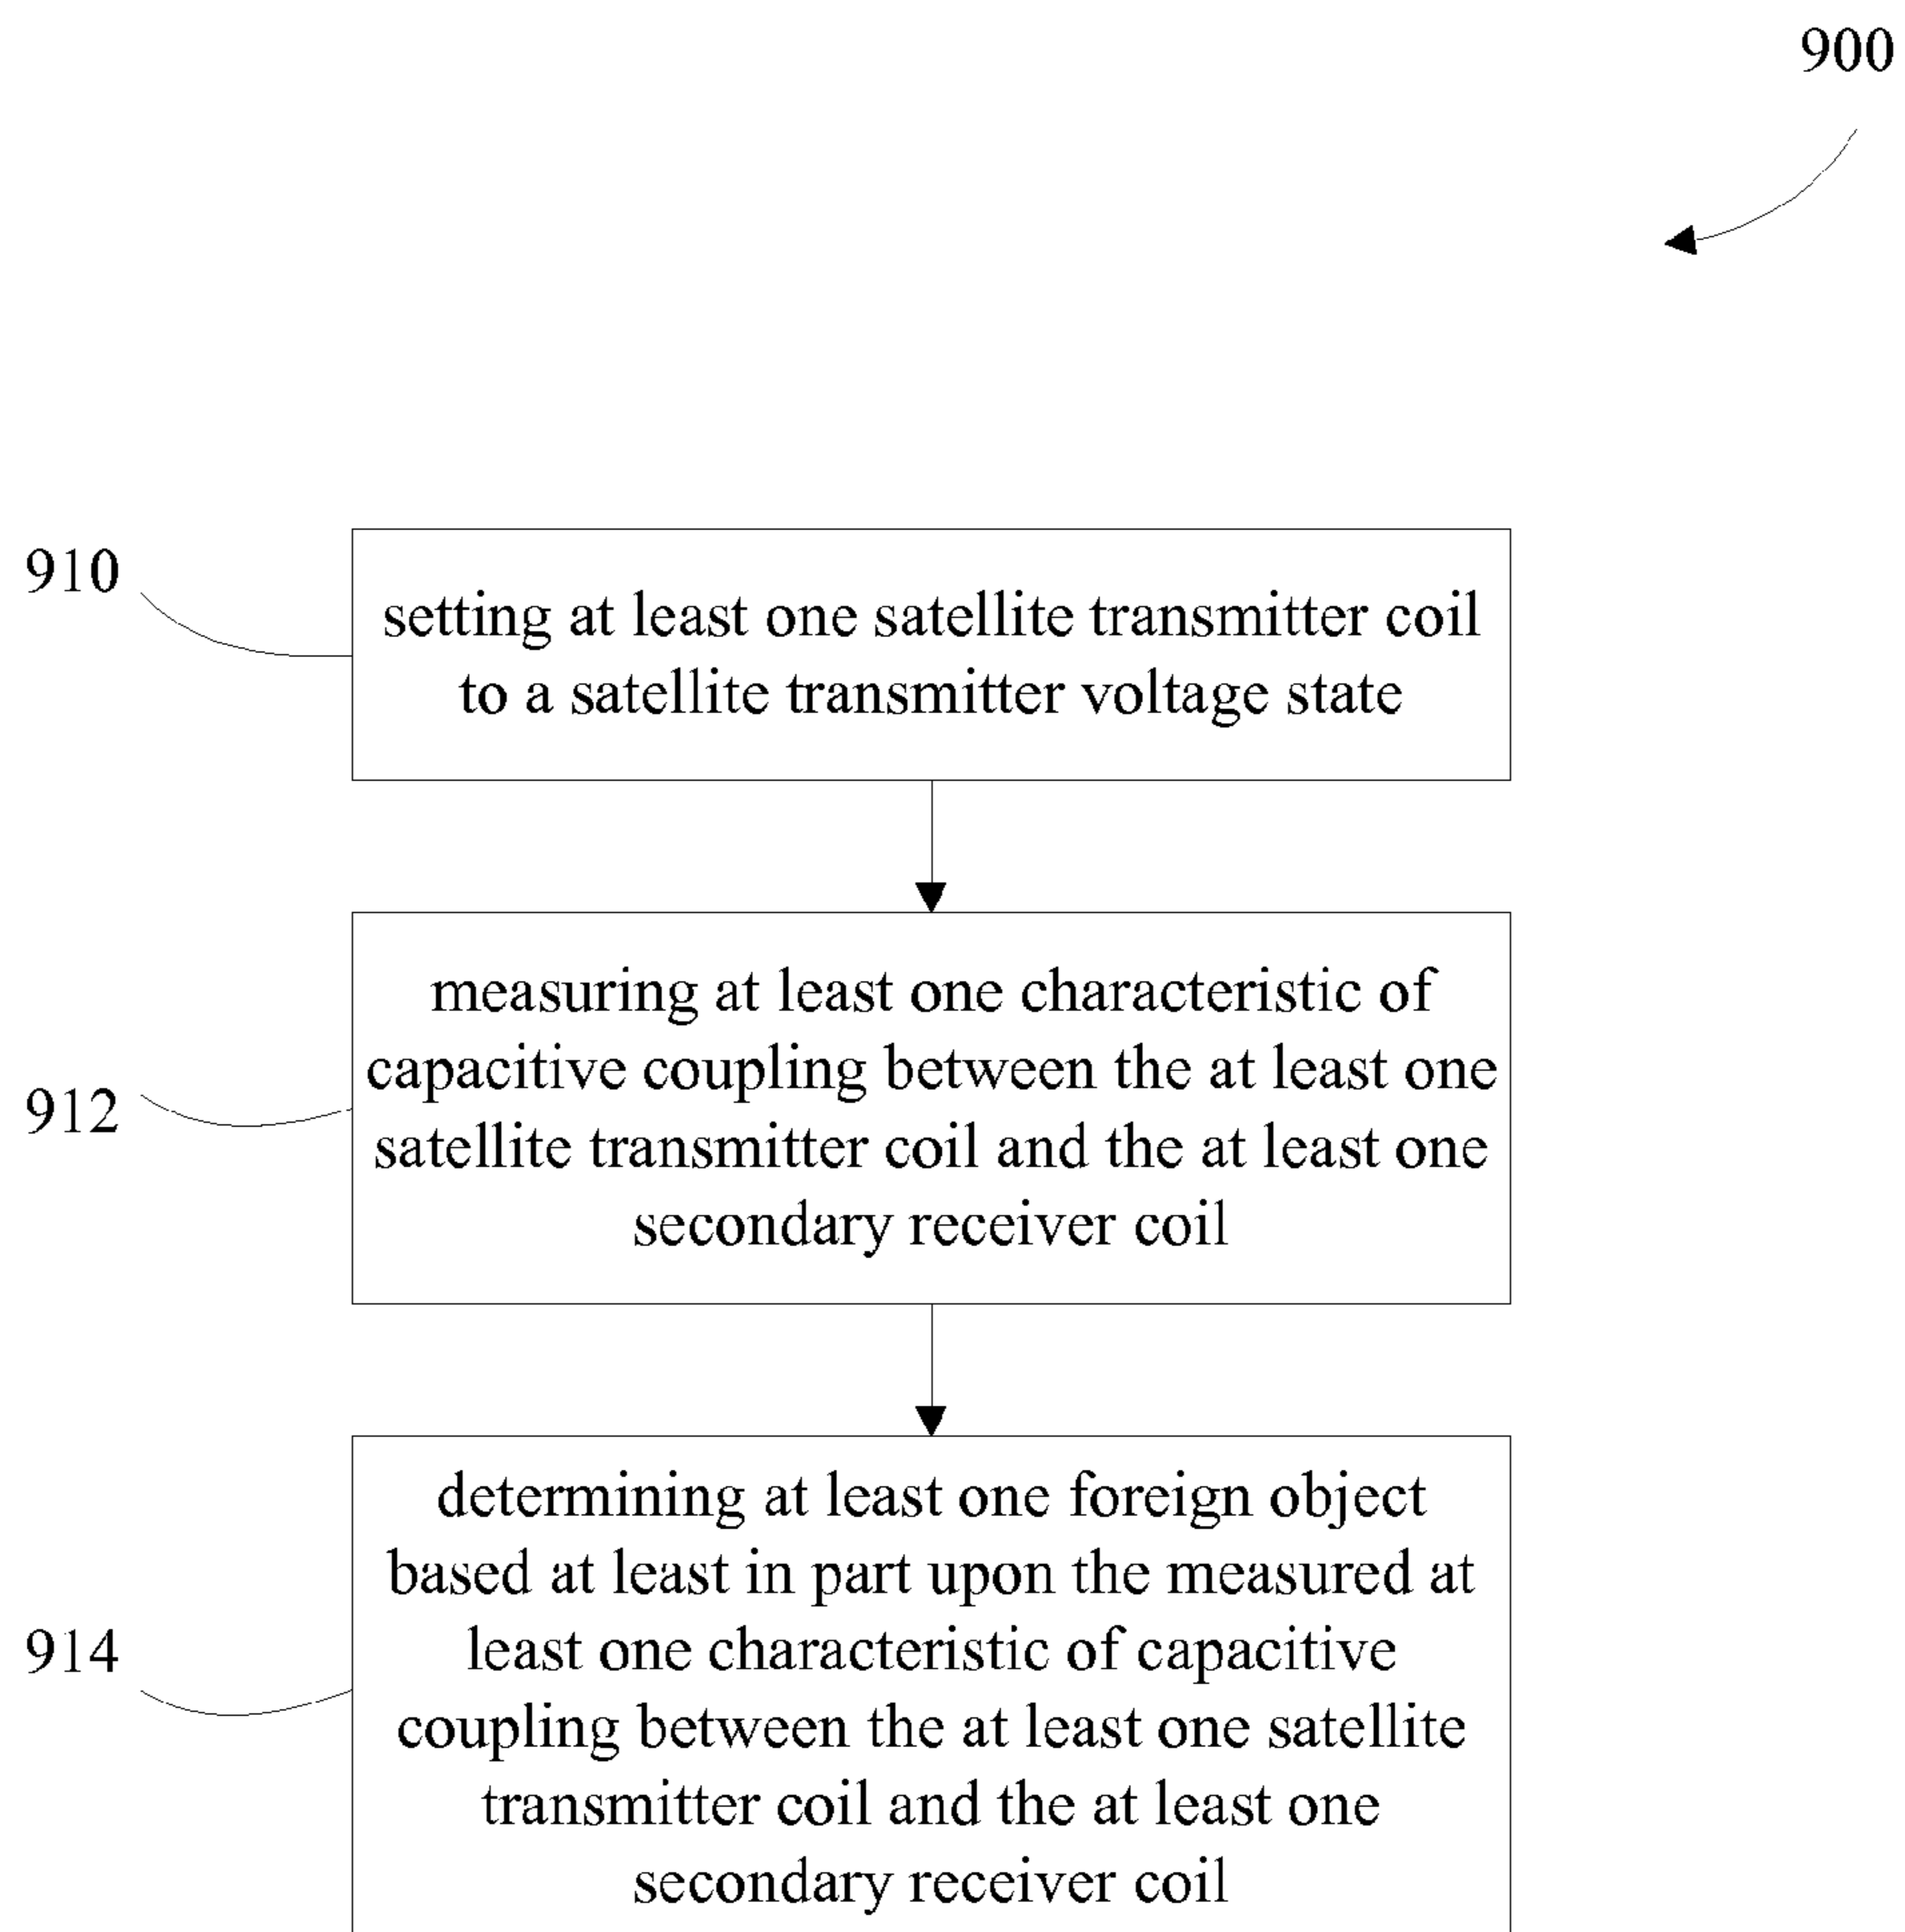 900
910
setting at least one satellite transmitter coil
to a satellite transmitter voltage state
measuring at least one characteristic of
capacitive coupling between the at least one
912
satellite transmitter coil and the at least one
secondary receiver coil
determining at least one foreign object
based at least in part upon the measured at
914
least one characteristic of capacitive
coupling between the at least one satellite
transmitter coil and the at least one
secondary receiver coil